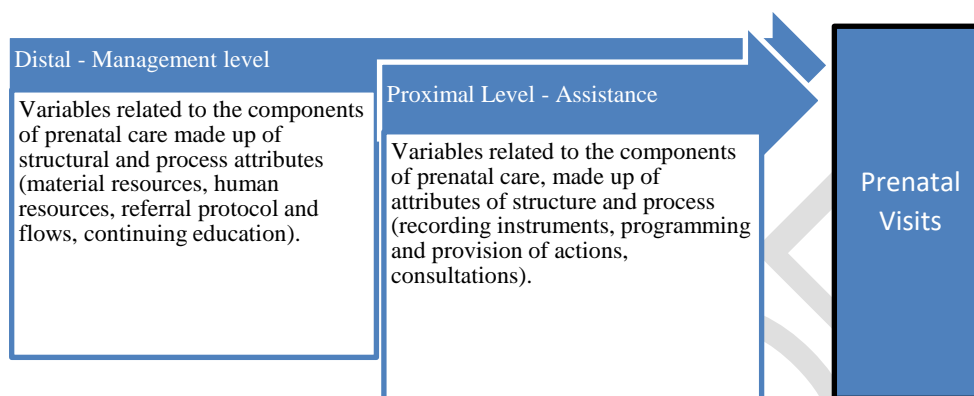 Distal - Management level
Variables related to the components
of prenatal care made up of
structural and process attributes
(material resources, human
resources, referral protocol and
flows, continuing education).
Proximal Level - Assistance
Variables related to the components
of prenatal care, made up of
attributes of structure and process
(recording instruments, programming
and provision of actions,
consultations).
Prenatal
Visits